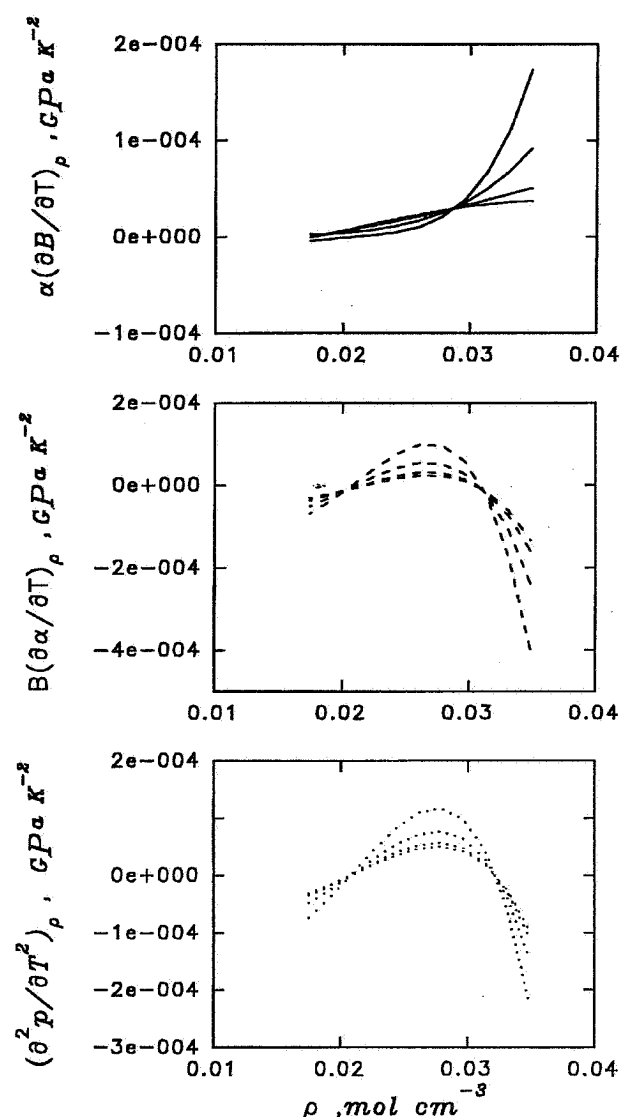 α(∂B/∂T)ρ ,GPa K⁻²
2e-004
1e-004
0e+000
-1e-004
0.01 0.02 0.03 0.04
B(∂α/∂T)ρ ,GPa K⁻²
2e-004
0e+000
-2e-004
-4e-004
0.01 0.02 0.03 0.04
(∂²p/∂T²)ρ , GPa K⁻²
2e-004
0e+000
-1e-004
-2e-004
-3e-004
0.01 0.02 0.03 0.04
ρ ,mol cm⁻³